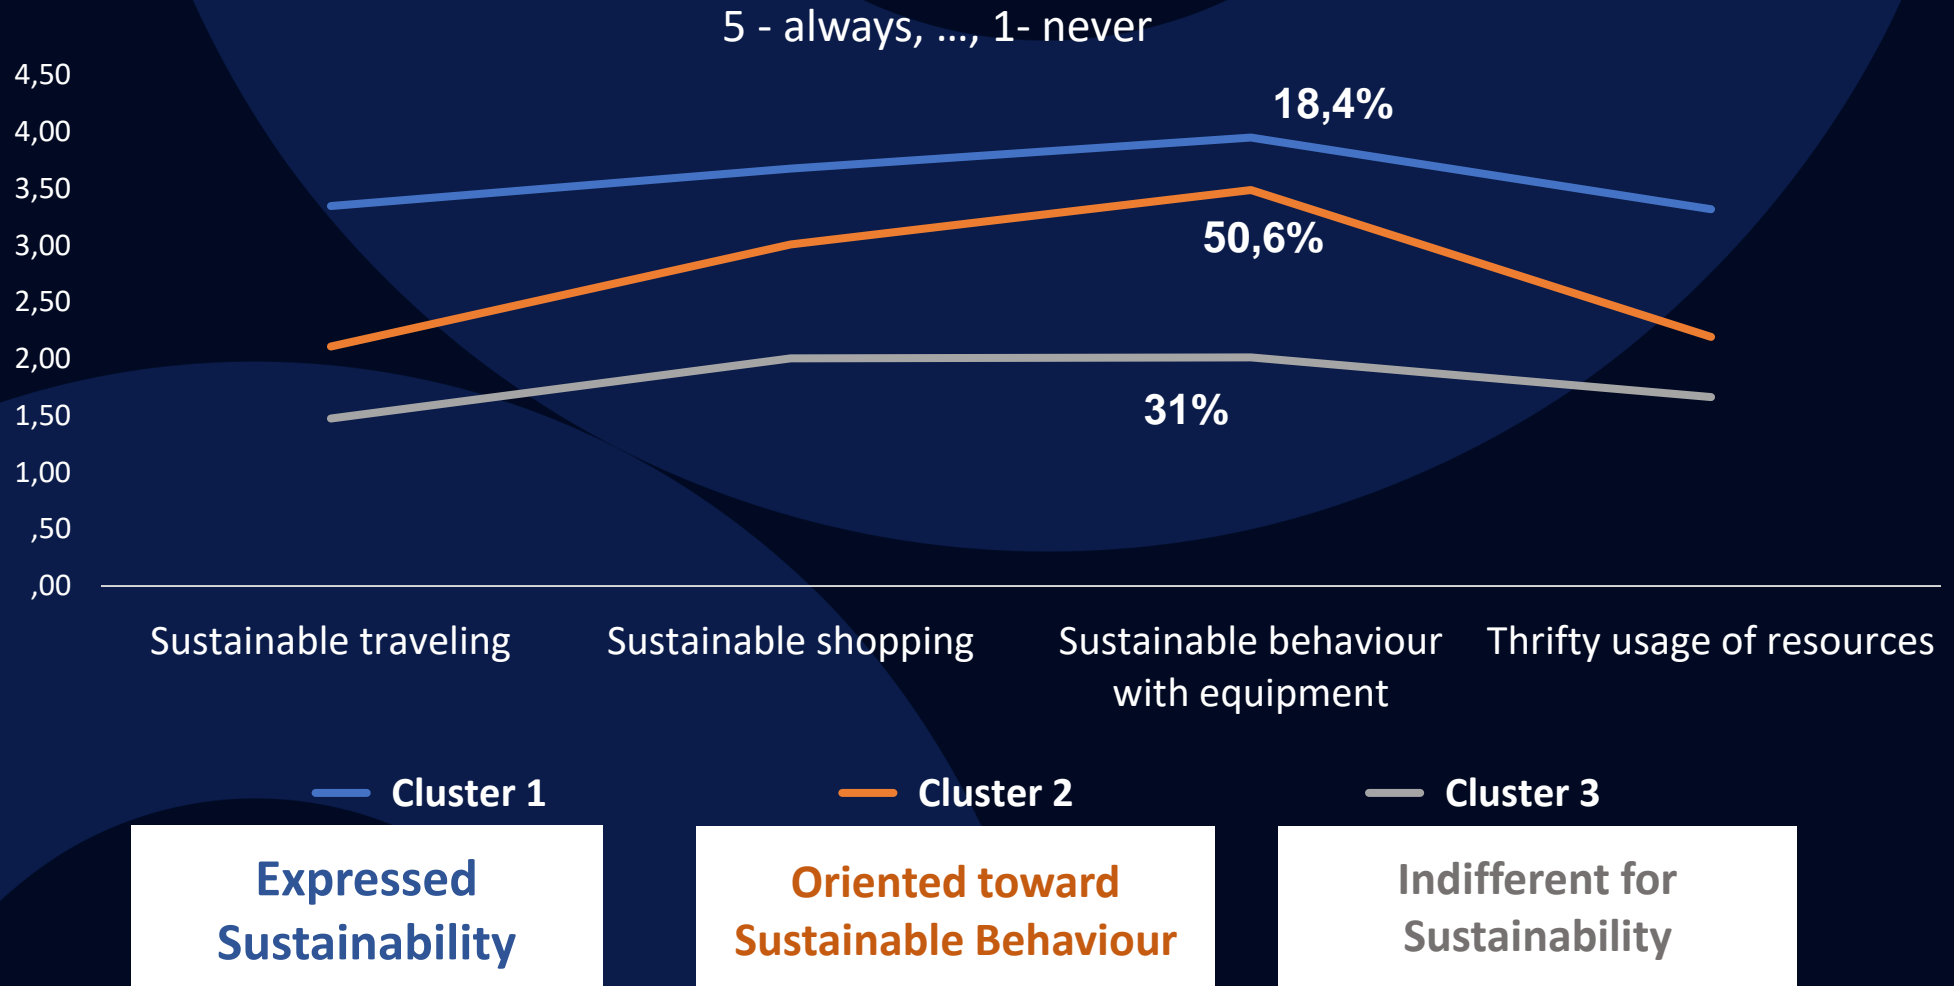 5 - always, ..., 1- never
4,50
4,00
3,50
3,00
2,50
2,00
1,50
1,00
,50
,00
18,4%
50,6%
31%
Sustainable traveling
Sustainable shopping
Sustainable behaviour
with equipment
Thrifty usage of resources
Cluster 1
Cluster 2
Cluster 3
Expressed
Sustainability
Oriented toward
Sustainable Behaviour
Indifferent for
Sustainability